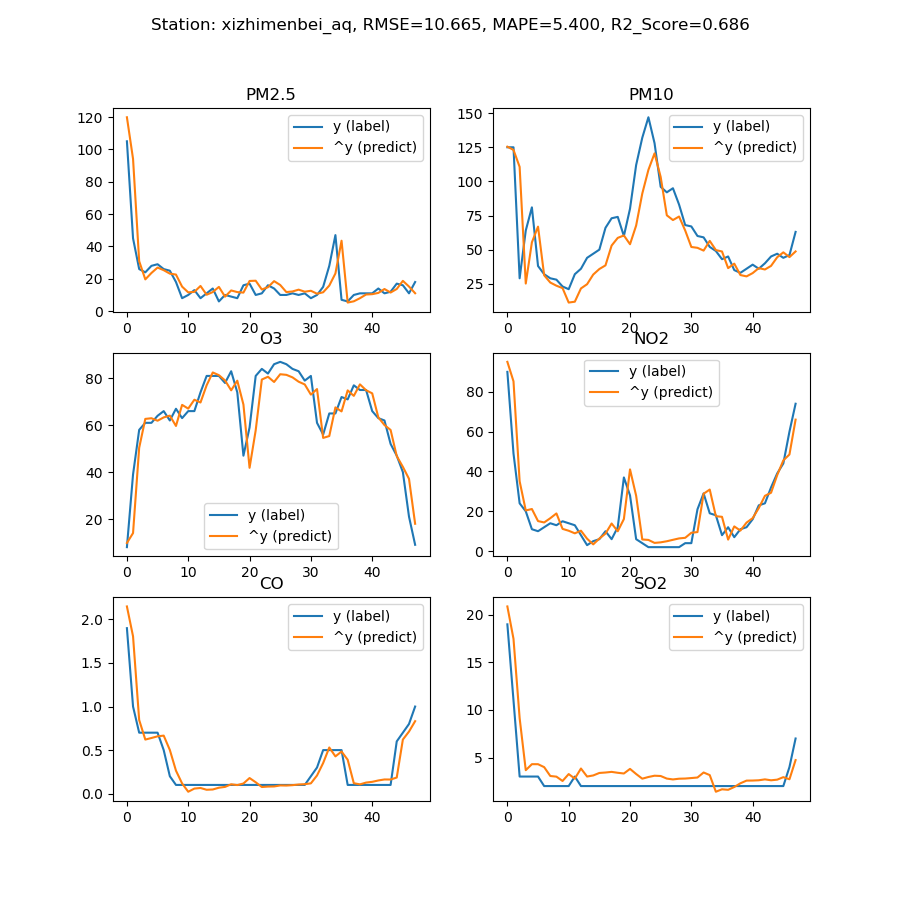 Station: xizhimenbei_aq, RMSE=10.665, MAPE=5.400, R2_Score=0.686
PM2.5
120
100
80
60
40
20
0
0 10 20 30 40
y (label)
^y (predict)
PM10
150
125
100
75
50
25
0 10 20 30 40
y (label)
^y (predict)
O3
80
60
40
20
0 10 20 30 40
y (label)
^y (predict)
NO2
80
60
40
20
0
0 10 20 30 40
y (label)
^y (predict)
CO
2.0
1.5
1.0
0.5
0.0
0 10 20 30 40
y (label)
^y (predict)
SO2
20
15
10
5
0 10 20 30 40
y (label)
^y (predict)